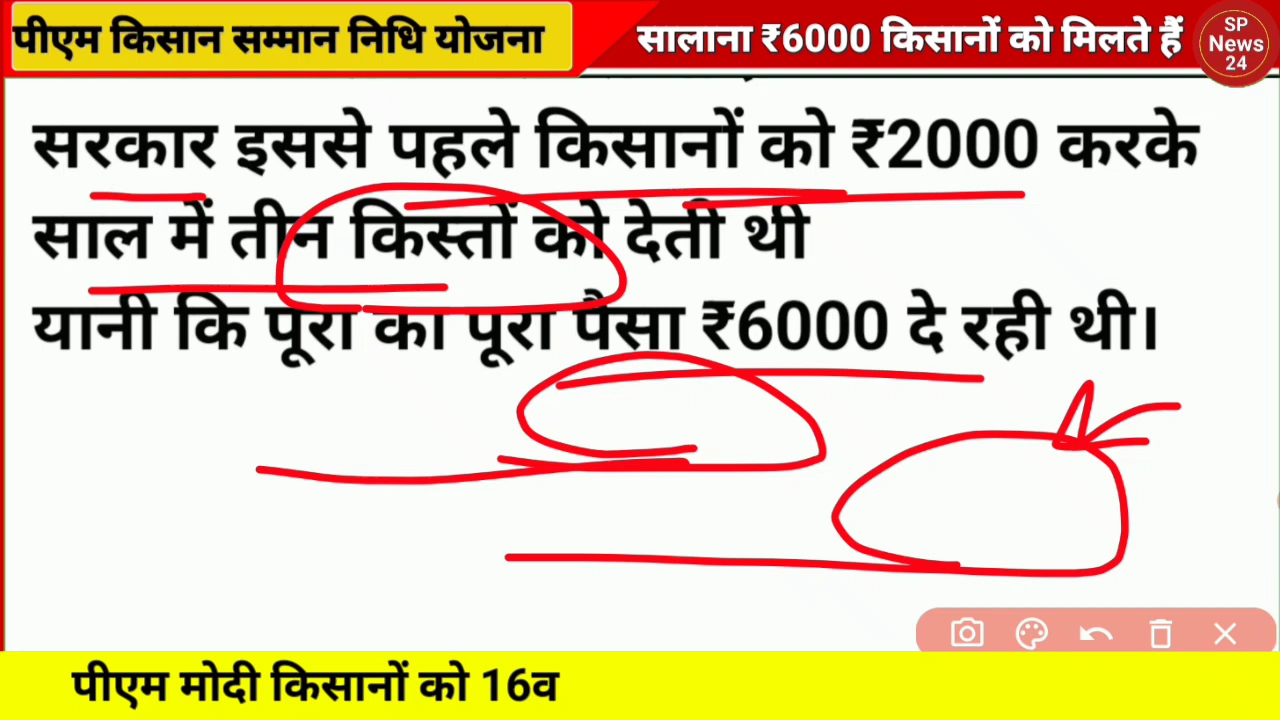 पीएम किसान सम्मान निधि योजना
सालाना ₹6000 किसानों को मिलते हैं
SP
News
24
सरकार इससे पहले किसानों को ₹2000 करके
साल में तीन किस्तों को देती थी
यानी कि पूरा का पूरा पैसा ₹6000 दे रही थी।
पीएम मोदी किसानों को 16व